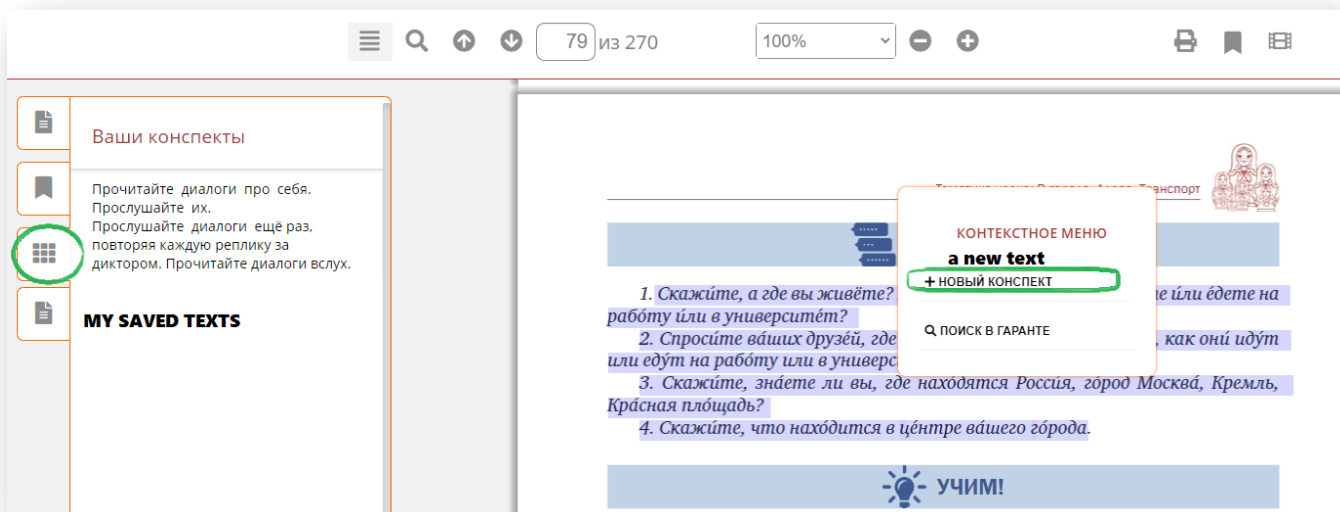 79 из 270
100%
Ваши конспекты
Прочитайте диалоги про себя.
Прослушайте их.
Прослушайте диалоги ещё раз,
повторяя каждую реплику за
диктором. Прочитайте диалоги вслух.
MY SAVED TEXTS
Транспорт
КОНТЕКСТНОЕ МЕНЮ
a new text
+ НОВЫЙ КОНСПЕКТ
ПОИСК В ГАРАНТЕ
1. Скажи́те, а где вы живёте? и́ли е́дете на
рабо́ту и́ли в университе́т?
2. Спроси́те ва́ших друзе́й, где , как они́ иду́т
или еду́т на рабо́ту или в
3. Скажи́те, зна́ете ли вы, где нахо́дятся Росси́я, го́род Москва́, Кремль,
Кра́сная пло́щадь?
4. Скажи́те, что нахо́дится в це́нтре ва́шего го́рода.
УЧИМ!